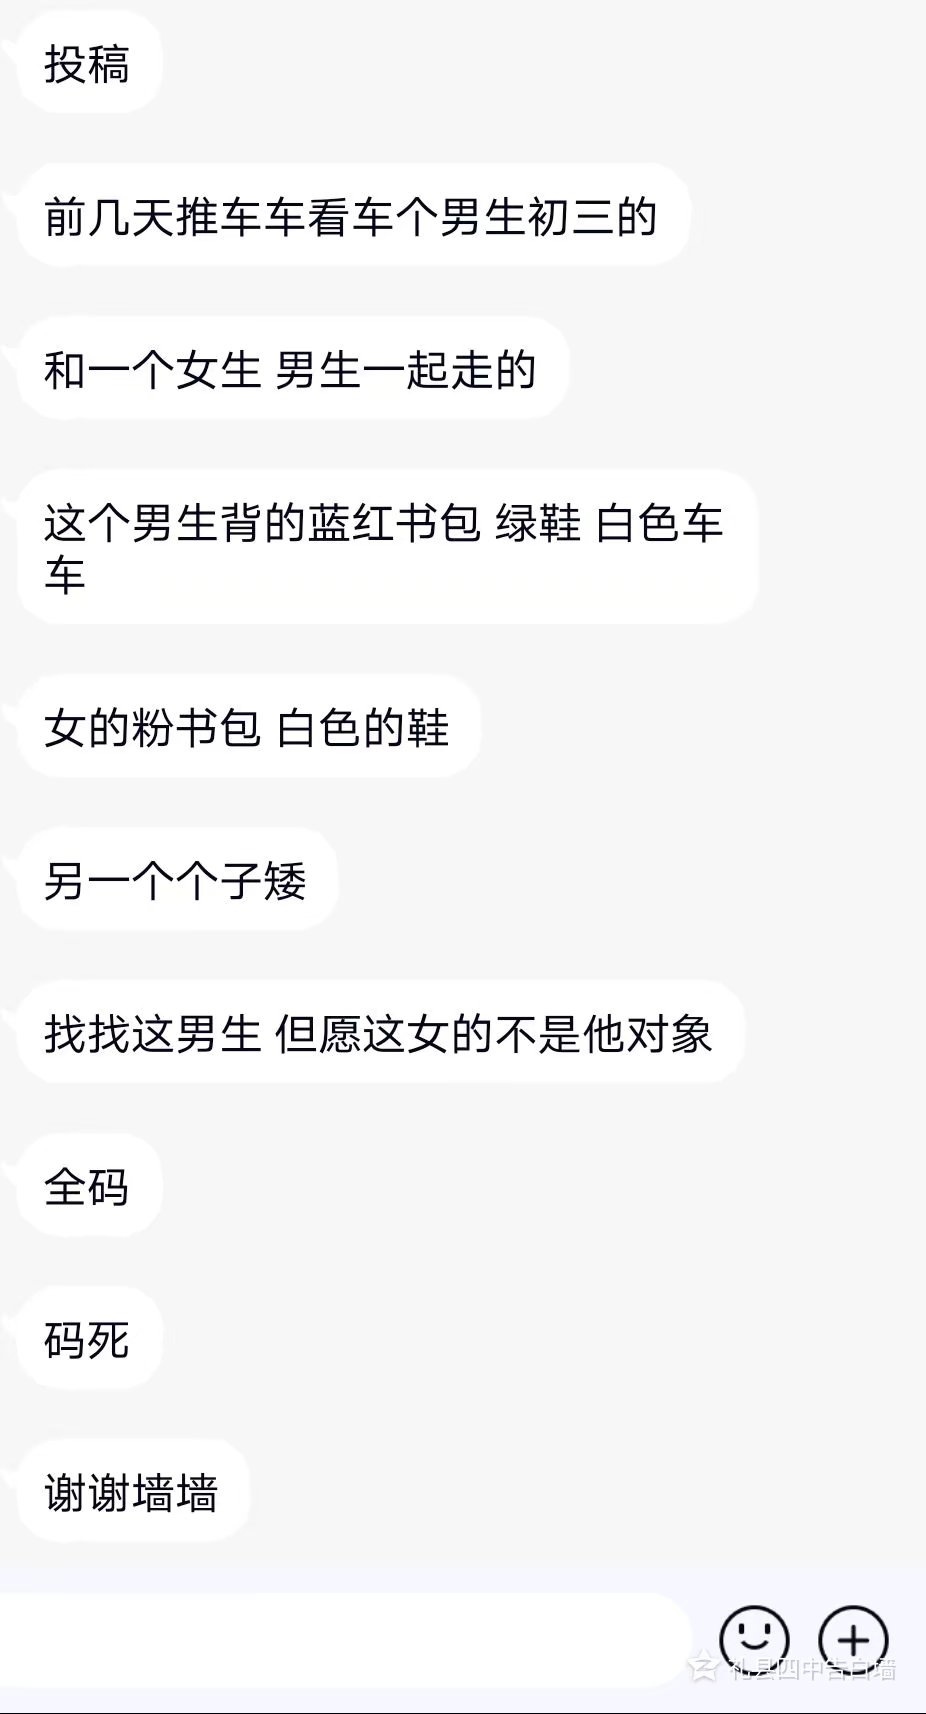 投稿
前几天推车车看车个男生初三的
和一个女生 男生一起走的
这个男生背的蓝红书包 绿鞋 白色车
车
女的粉书包 白色的鞋
另一个个子矮
找找这男生 但愿这女的不是他对象
全码
码死
谢谢墙墙
礼县四中告白墙